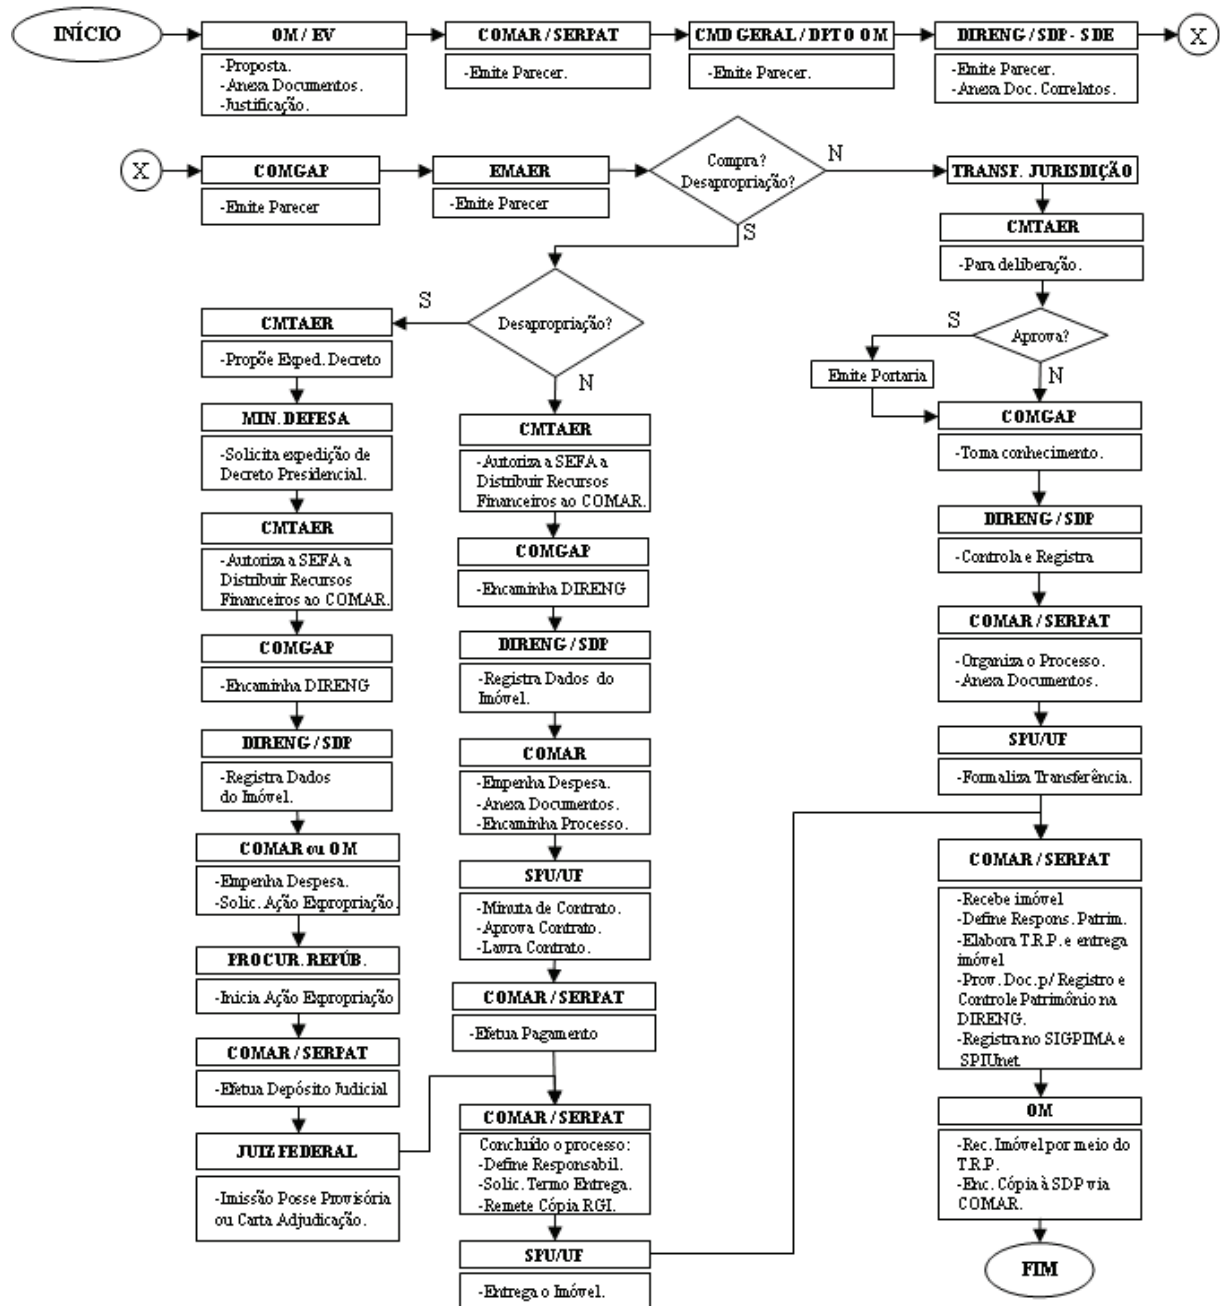 INÍCIO
OM / EV
-Proposta.
-Anexa Documentos.
-Justificação.
COMAR / SERPAT
-Emite Parecer.
CMD GERAL / DPTO OM
-Emite Parecer.
DIRENG / SDP - SDE
-Emite Parecer.
-Anexa Doc. Correlatos.
X
X
COMGAP
-Emite Parecer
EMAER
-Emite Parecer
Compra?
Desapropriação?
N
S
TRANSF. JURISDIÇÃO
CMTAER
-Para deliberação.
Aprova?
S
N
Emite Portaria
COMGAP
-Toma conhecimento.
DIRENG / SDP
-Controla e Registra
COMAR / SERPAT
-Organiza o Processo.
-Anexa Documentos.
SPU/UF
-Formaliza Transferência.
Desapropriação?
S
N
CMTAER
-Propõe Exped. Decreto
MIN. DEFESA
-Solicita expedição de
Decreto Presidencial.
CMTAER
-Autoriza a SEFA a
Distribuir Recursos
Financeiros ao COMAR.
COMGAP
-Encaminha DIRENG
DIRENG / SDP
-Registra Dados
do Imóvel.
COMAR ou OM
-Empenha Despesa.
-Solic. Ação Expropriação.
PROCUR. REPÚB.
-Inicia Ação Expropriação
COMAR / SERPAT
-Efetua Depósito Judicial
JUIZ FEDERAL
-Imissão Posse Provisória
ou Carta Adjudicação.
CMTAER
-Autoriza a SEFA a
Distribuir Recursos
Financeiros ao COMAR.
COMGAP
-Encaminha DIRENG
DIRENG / SDP
-Registra Dados do
Imóvel.
COMAR
-Empenha Despesa.
-Anexa Documentos.
-Encaminha Processo.
SPU/UF
-Minuta de Contrato.
-Aprova Contrato.
-Lavra Contrato.
COMAR / SERPAT
-Efetua Pagamento
COMAR / SERPAT
Concluído o processo:
-Define Responsabil.
-Solic. Termo Entrega.
-Remete Cópia RGI.
SPU/UF
-Entrega o Imóvel.
COMAR / SERPAT
-Recebe imóvel
-Define Respons. Patrim.
-Elabora T.R.P. e entrega
imóvel
-Prov. Doc. p/ Registro e
Controle Patrimônio na
DIRENG.
-Registra no SIGPIMA e
SPIUnet
OM
-Rec. Imóvel por meio do
T.R.P.
-Enc. Cópia à SDP via
COMAR.
FIM